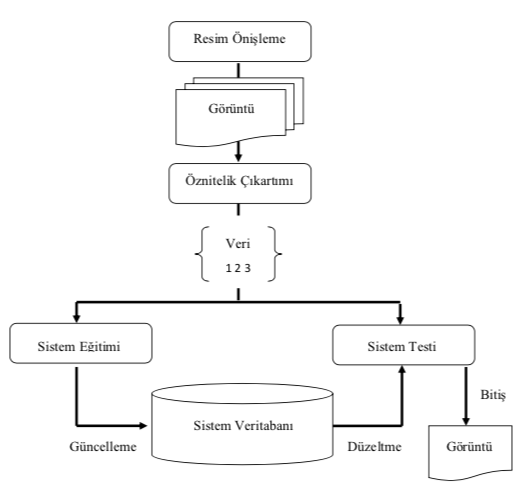 Resim Önişleme
Görüntü
Öznitelik Çıkartımı
Veri
1 2 3
Sistem Eğitimi
Sistem Testi
Bitiş
Sistem Veritabanı
Güncelleme
Düzeltme
Görüntü